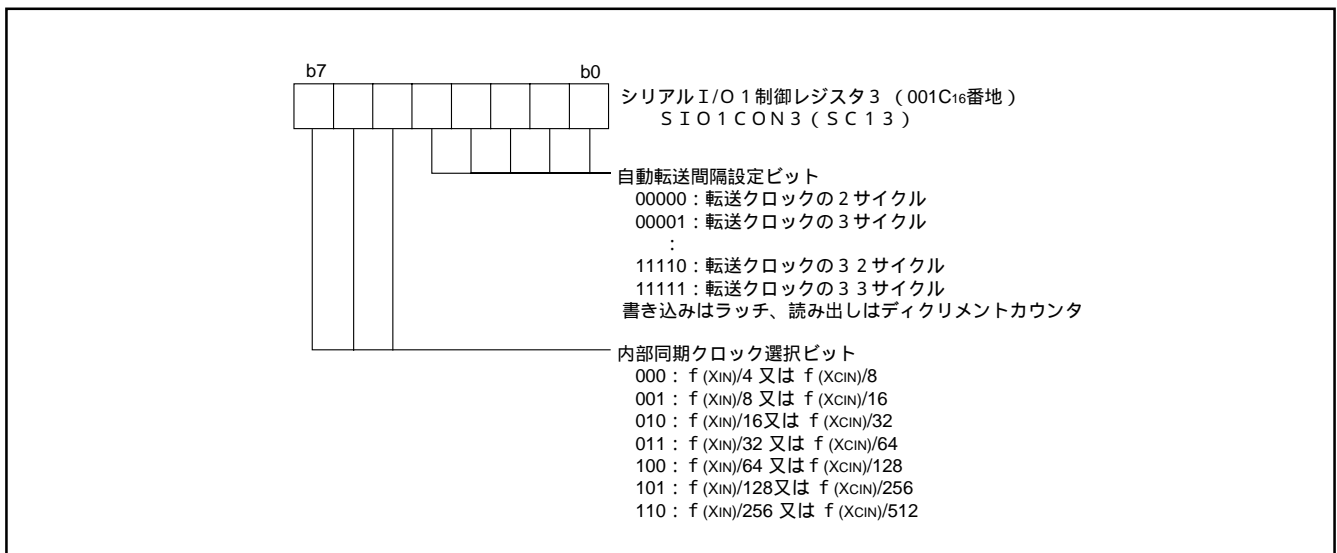 b7 b0
シリアルＩ/Ｏ１制御レジスタ３（001C16番地）
ＳＩＯ１ＣＯＮ３（ＳＣ１３）
自動転送間隔設定ビット
00000：転送クロックの２サイクル
00001：転送クロックの３サイクル
：
11110：転送クロックの３２サイクル
11111：転送クロックの３３サイクル
書き込みはラッチ、読み出しはディクリメントカウンタ
内部同期クロック選択ビット
000：ｆ(XIN)/4 又は ｆ(XCIN)/8
001：ｆ(XIN)/8 又は ｆ(XCIN)/16
010：ｆ(XIN)/16又は ｆ(XCIN)/32
011：ｆ(XIN)/32 又は ｆ(XCIN)/64
100：ｆ(XIN)/64 又はｆ(XCIN)/128
101：ｆ(XIN)/128又は ｆ(XCIN)/256
110：ｆ(XIN)/256 又は ｆ(XCIN)/512